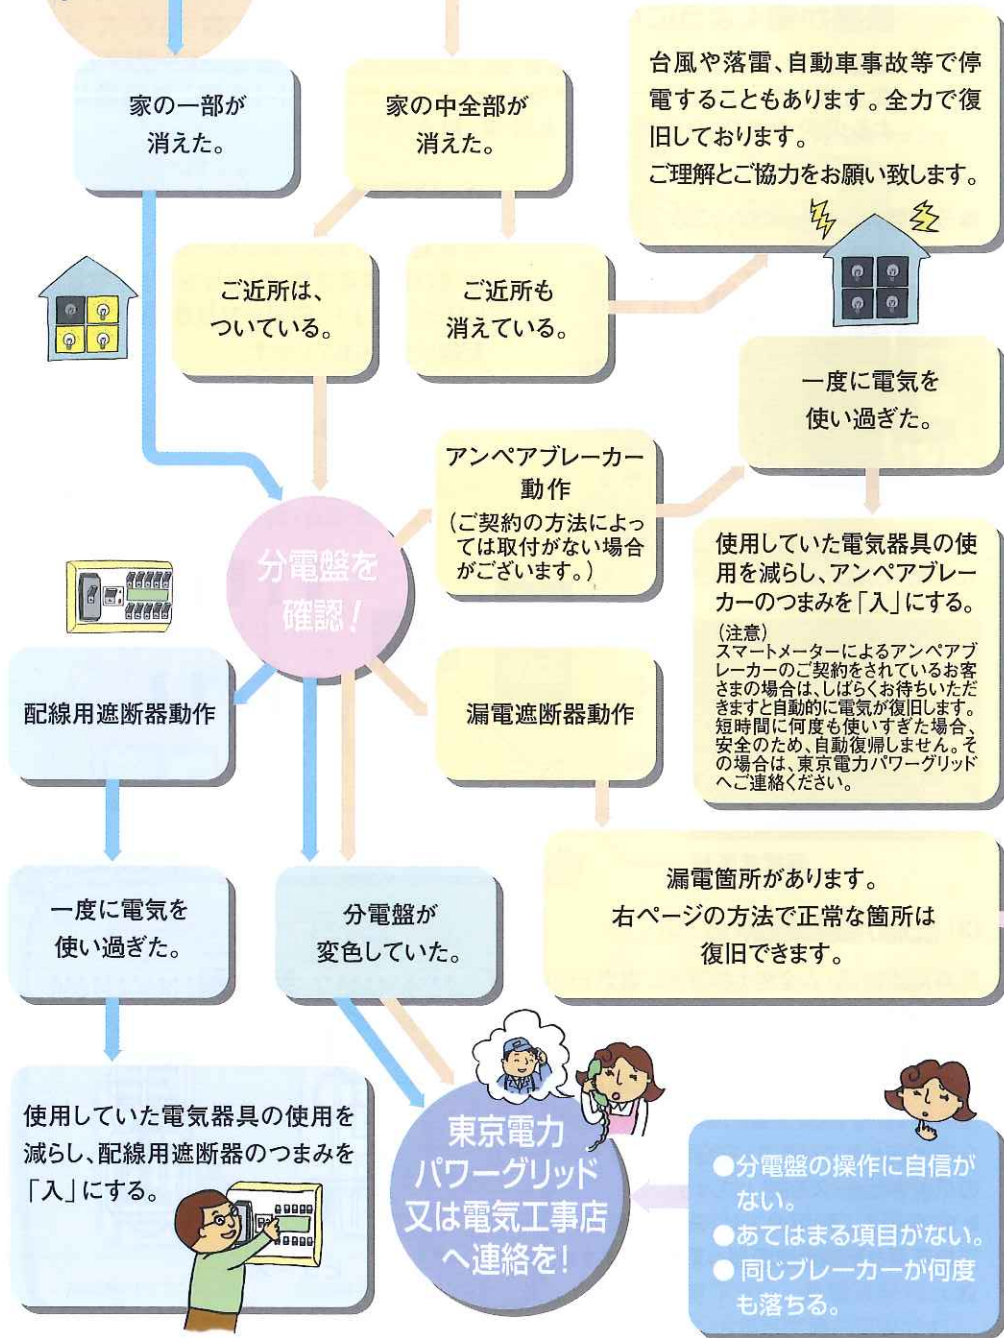 家の一部が
消えた。
家の中全部が
消えた。
台風や落雷、自動車事故等で停
電することもあります。全力で復
旧しております。
ご理解とご協力をお願い致します。
ご近所は、
ついている。
ご近所も
消えている。
一度に電気を
使い過ぎた。
アンペアブレーカー
動作
(ご契約の方法によっ
ては取付がない場合
がございます。)
分電盤を
確認!
使用していた電気器具の使
用を減らし、アンペアブレー
カーのつまみを「入」にする。
(注意)
スマートメーターによるアンペアブ
レーカーのご契約をされているお客
さまの場合は、しばらくお待ちいただ
きますと自動的に電気が復旧します。
短時間に何度も使いすぎた場合、
安全のため、自動復帰しません。そ
の場合は、東京電力パワーグリッド
へご連絡ください。
配線用遮断器動作
漏電遮断器動作
一度に電気を
使い過ぎた。
分電盤が
変色していた。
漏電箇所があります。
右ページの方法で正常な箇所は
復旧できます。
使用していた電気器具の使用を
減らし、配線用遮断器のつまみを
「入」にする。
東京電力
パワーグリッド
又は電気工事店
へ連絡を!
●分電盤の操作に自信が
ない。
●あてはまる項目がない。
●同じブレーカーが何度
も落ちる。